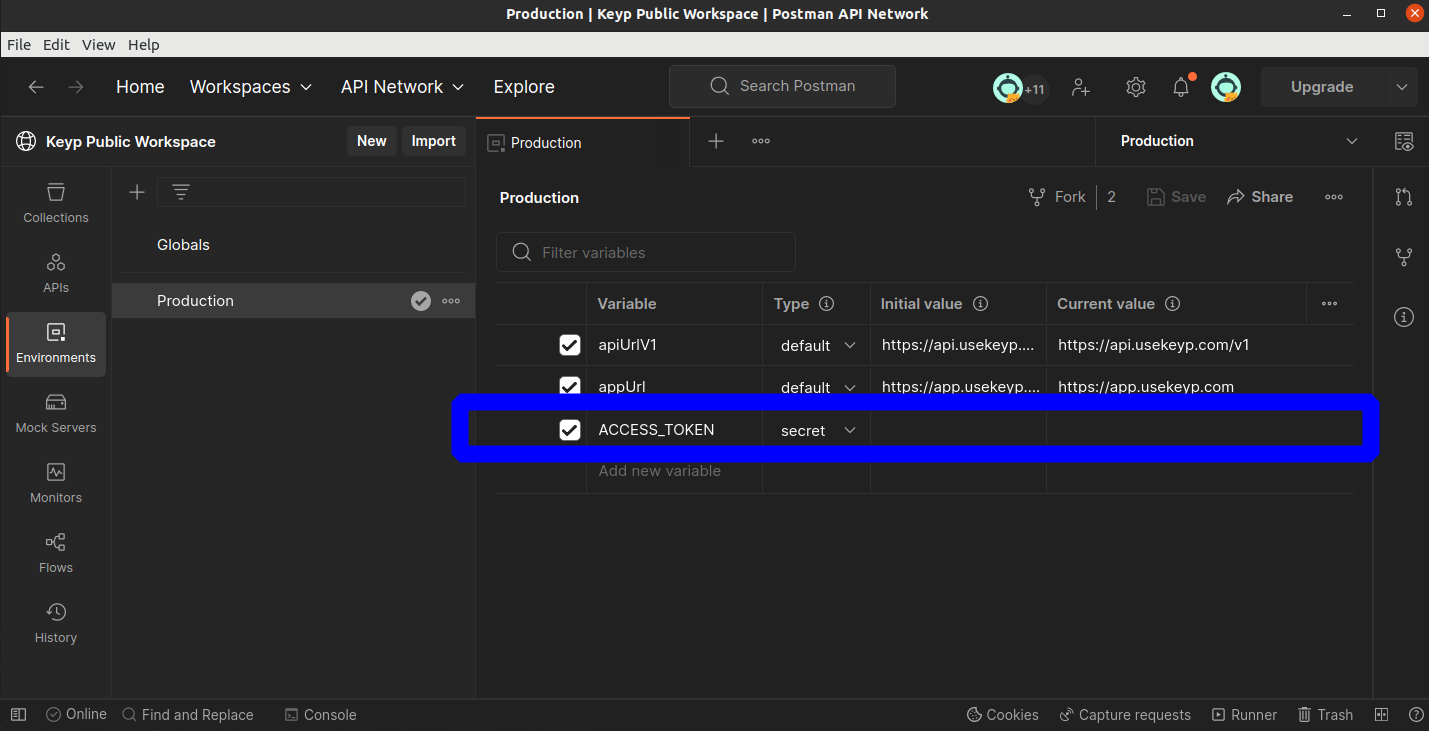 Production | Keyp Public Workspace | Postman API Network
File Edit View Help
Home Workspaces API Network Explore Search Postman +11 Upgrade
Keyp Public Workspace New Import Production Production
Collections
APIs
Environments
Mock Servers
Monitors
Flows
History
Globals
Production
Production Fork 2 Save Share
Filter variables
Variable Type Initial value Current value
apiUrlV1 default https://api.usekeyp.... https://api.usekeyp.com/v1
appUrl default https://app.usekeyp.... https://app.usekeyp.com
ACCESS_TOKEN secret
Add new variable
Online Find and Replace Console Cookies Capture requests Runner Trash